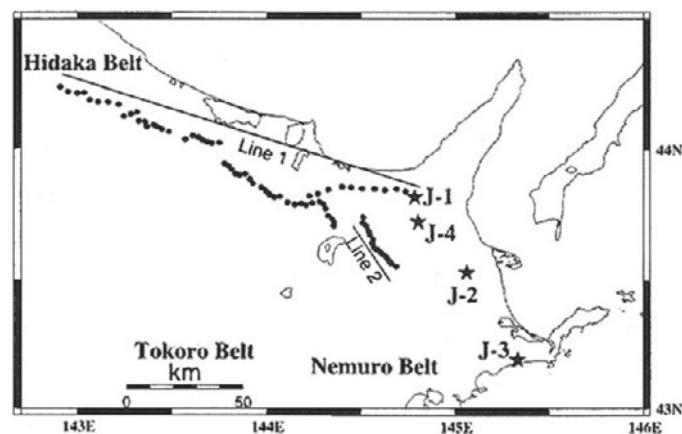 Hidaka Belt
Line 1
44N
J-1
J-4
Line 2
J-2
J-3
Tokoro Belt
Nemuro Belt
km
0 50
43N
143E 144E 145E 146E